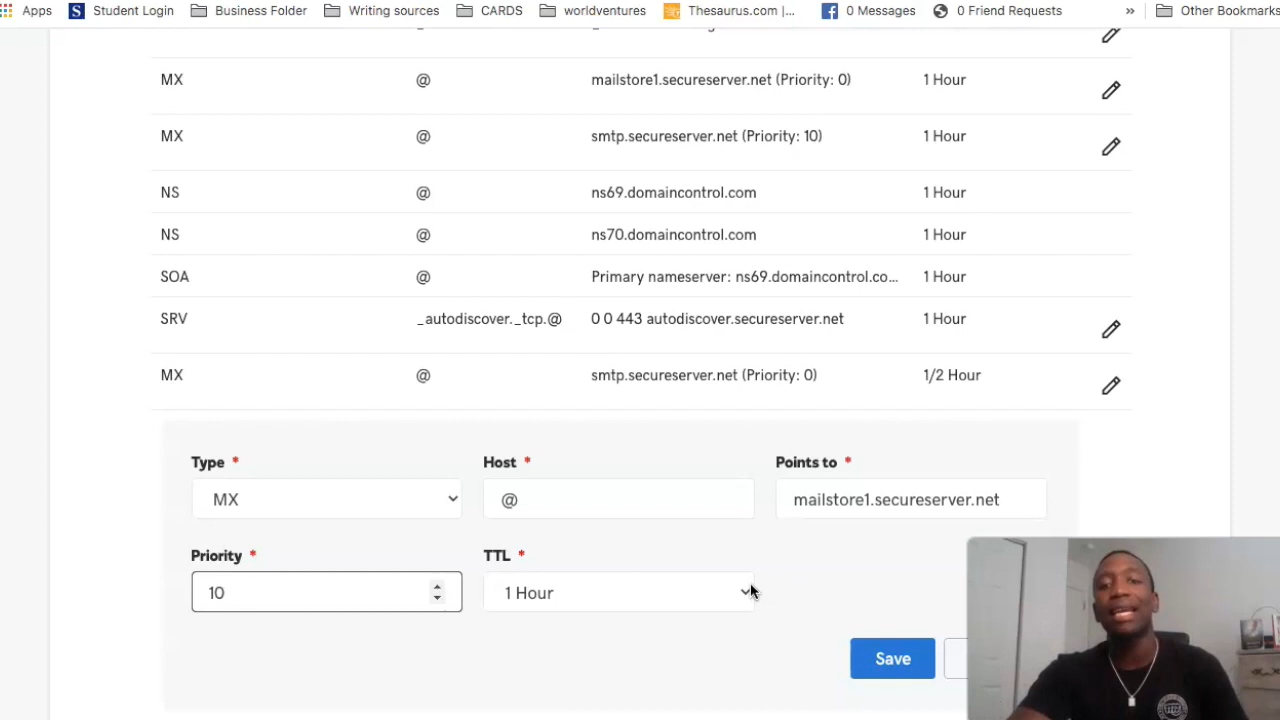 Apps S Student Login Business Folder Writing sources CARDS worldventures Thesaurus.com |... 0 Messages 0 Friend Requests » Other Bookmarks
MX @ mailstore1.secureserver.net (Priority: 0) 1 Hour
MX @ smtp.secureserver.net (Priority: 10) 1 Hour
NS @ ns69.domaincontrol.com 1 Hour
NS @ ns70.domaincontrol.com 1 Hour
SOA @ Primary nameserver: ns69.domaincontrol.co... 1 Hour
SRV _autodiscover._tcp.@ 0 0 443 autodiscover.secureserver.net 1 Hour
MX @ smtp.secureserver.net (Priority: 0) 1/2 Hour
Type * Host * Points to *
MX @ mailstore1.secureserver.net
Priority * TTL *
10 1 Hour
Save